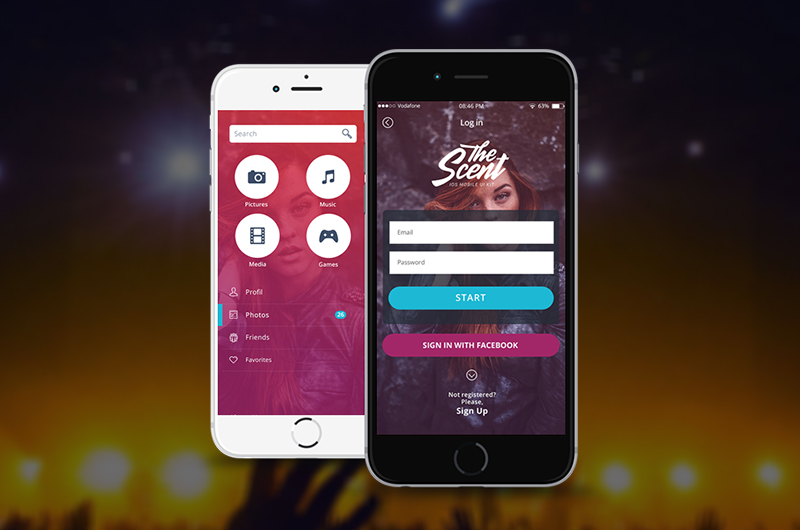 Search
Pictures
Music
Media
Games
Profil
Photos
26
Friends
Favorites
Vodafone
08:46 PM
63%
Log in
The
Scent
IOS MOBILE UI KIT
Email
Password
START
SIGN IN WITH FACEBOOK
Not registered?
Please,
Sign Up